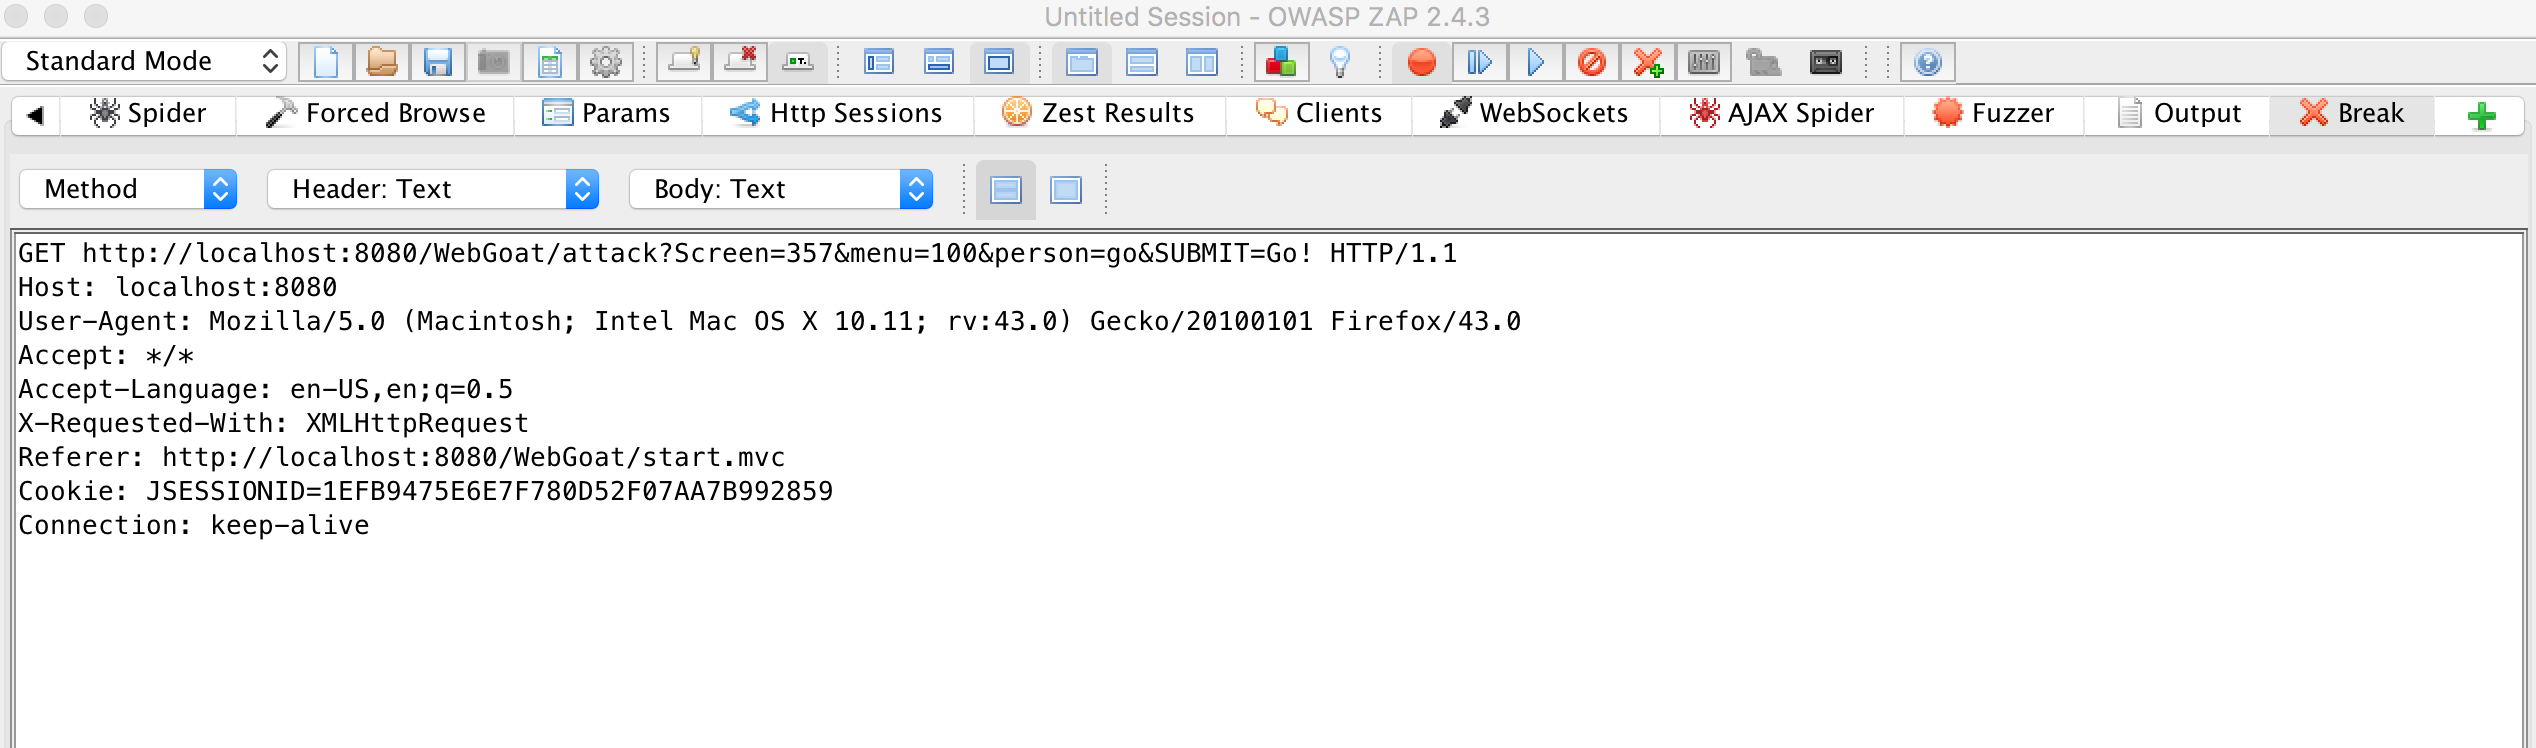 Untitled Session - OWASP ZAP 2.4.3
Standard Mode
Spider Forced Browse Params Http Sessions Zest Results Clients WebSockets AJAX Spider Fuzzer Output Break
Method Header: Text Body: Text
GET http://localhost:8080/WebGoat/attack?Screen=357&menu=100&person=go&SUBMIT=Go! HTTP/1.1
Host: localhost:8080
User-Agent: Mozilla/5.0 (Macintosh; Intel Mac OS X 10.11; rv:43.0) Gecko/20100101 Firefox/43.0
Accept: */*
Accept-Language: en-US,en;q=0.5
X-Requested-With: XMLHttpRequest
Referer: http://localhost:8080/WebGoat/start.mvc
Cookie: JSESSIONID=1EFB9475E6E7F780D52F07AA7B992859
Connection: keep-alive